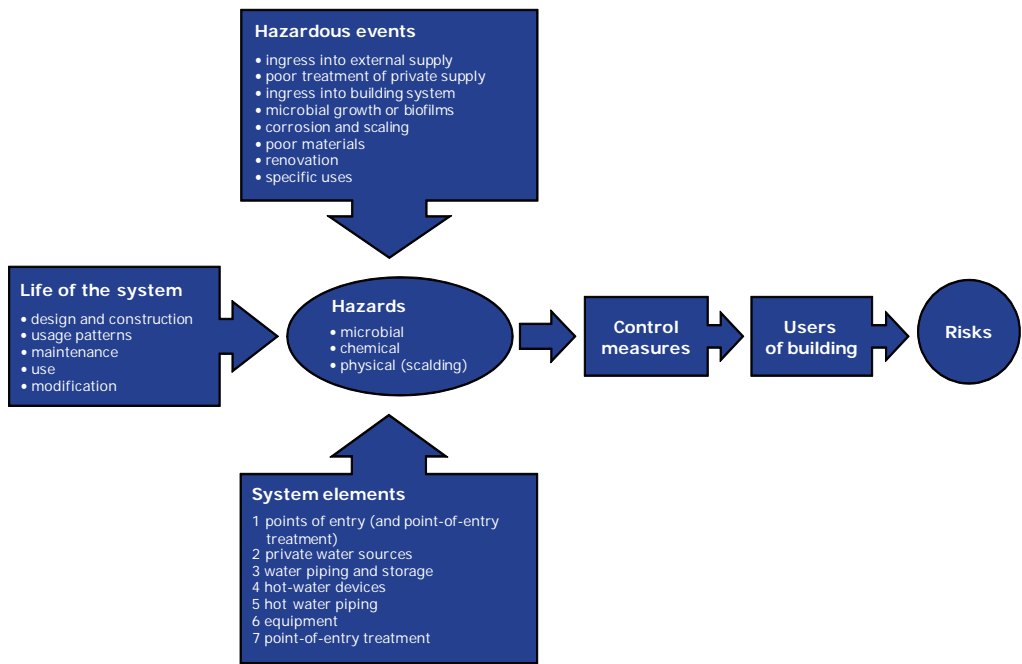 Hazardous events
• ingress into external supply
• poor treatment of private supply
• ingress into building system
• microbial growth or biofilms
• corrosion and scaling
• poor materials
• renovation
• specific uses
Life of the system
• design and construction
• usage patterns
• maintenance
• use
• modification
Hazards
• microbial
• chemical
• physical (scalding)
Control
measures
Users
of building
Risks
System elements
1 points of entry (and point-of-entry
treatment)
2 private water sources
3 water piping and storage
4 hot-water devices
5 hot water piping
6 equipment
7 point-of-entry treatment